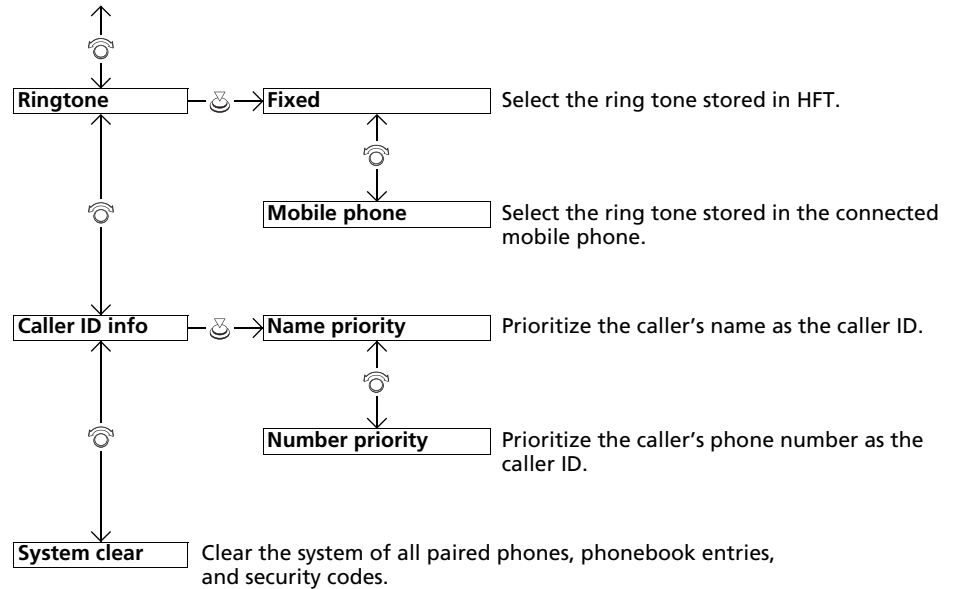 Ringtone
Fixed
Select the ring tone stored in HFT.
Mobile phone
Select the ring tone stored in the connected
mobile phone.
Caller ID info
Name priority
Prioritize the caller’s name as the caller ID.
Number priority
Prioritize the caller’s phone number as the
caller ID.
System clear
Clear the system of all paired phones, phonebook entries,
and security codes.